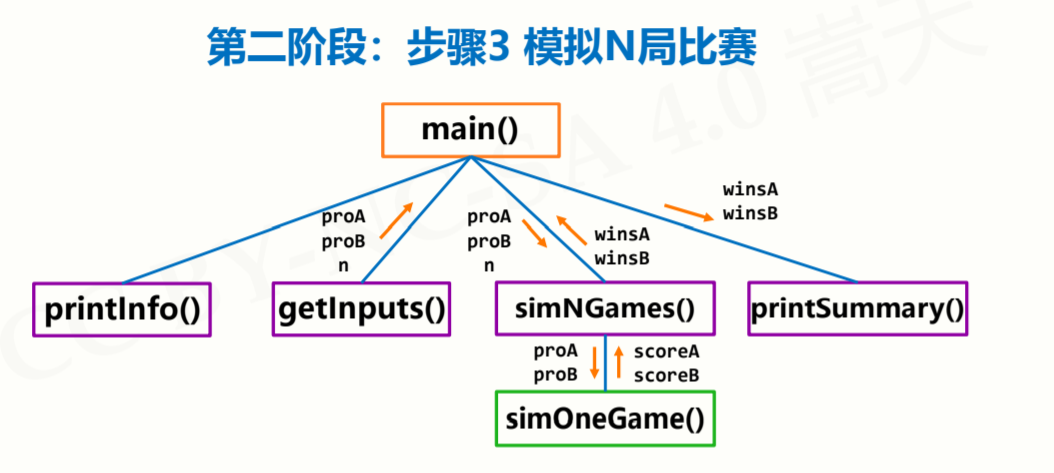 第二阶段：步骤3 模拟N局比赛
main()
winsA
winsB
proA
proB
n
proA
proB
n
winsA
winsB
printInfo()
getInputs()
simNGames()
printSummary()
proA
proB
scoreA
scoreB
simOneGame()
CC BY-NC-SA 4.0 嵩天